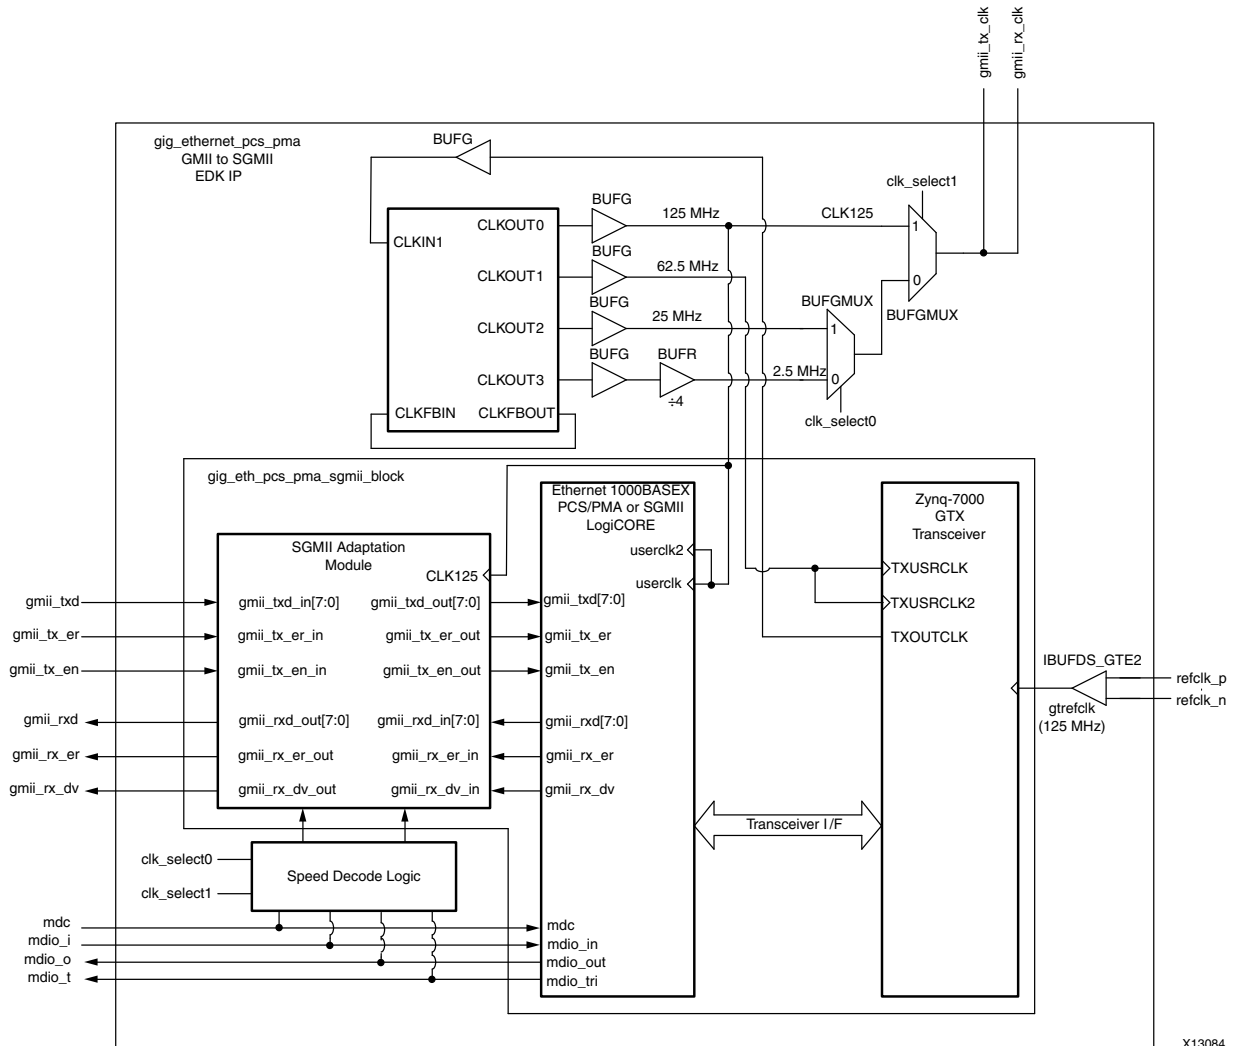 gmii_tx_clk
gmii_rx_clk
gig_ethernet_pcs_pma
GMII to SGMII
EDK IP
BUFG
clk_select1
CLKIN1
CLKOUT0
BUFG
125 MHz
CLK125
1
CLKOUT1
BUFG
62.5 MHz
0
BUFGMUX
CLKOUT2
BUFG
25 MHz
BUFGMUX
1
CLKOUT3
BUFG
BUFR
÷4
2.5 MHz
0
clk_select0
CLKFBIN
CLKFBOUT
gig_eth_pcs_pma_sgmii_block
SGMII Adaptation
Module
CLK125
Ethernet 1000BASEX
PCS/PMA or SGMII
LogiCORE
userclk2
userclk
Zynq-7000
GTX
Transceiver
TXUSRCLK
TXUSRCLK2
TXOUTCLK
IBUFDS_GTE2
gtrefclk
(125 MHz)
refclk_p
refclk_n
gmii_txd
gmii_txd_in[7:0]
gmii_txd_out[7:0]
gmii_txd[7:0]
gmii_tx_er
gmii_tx_er_in
gmii_tx_er_out
gmii_tx_er
gmii_tx_en
gmii_tx_en_in
gmii_tx_en_out
gmii_tx_en
gmii_rxd
gmii_rxd_out[7:0]
gmii_rxd_in[7:0]
gmii_rxd[7:0]
gmii_rx_er
gmii_rx_er_out
gmii_rx_er_in
gmii_rx_er
gmii_rx_dv
gmii_rx_dv_out
gmii_rx_dv_in
gmii_rx_dv
Transceiver I/F
clk_select0
clk_select1
Speed Decode Logic
mdc
mdc
mdio_i
mdio_in
mdio_o
mdio_out
mdio_t
mdio_tri
X13084